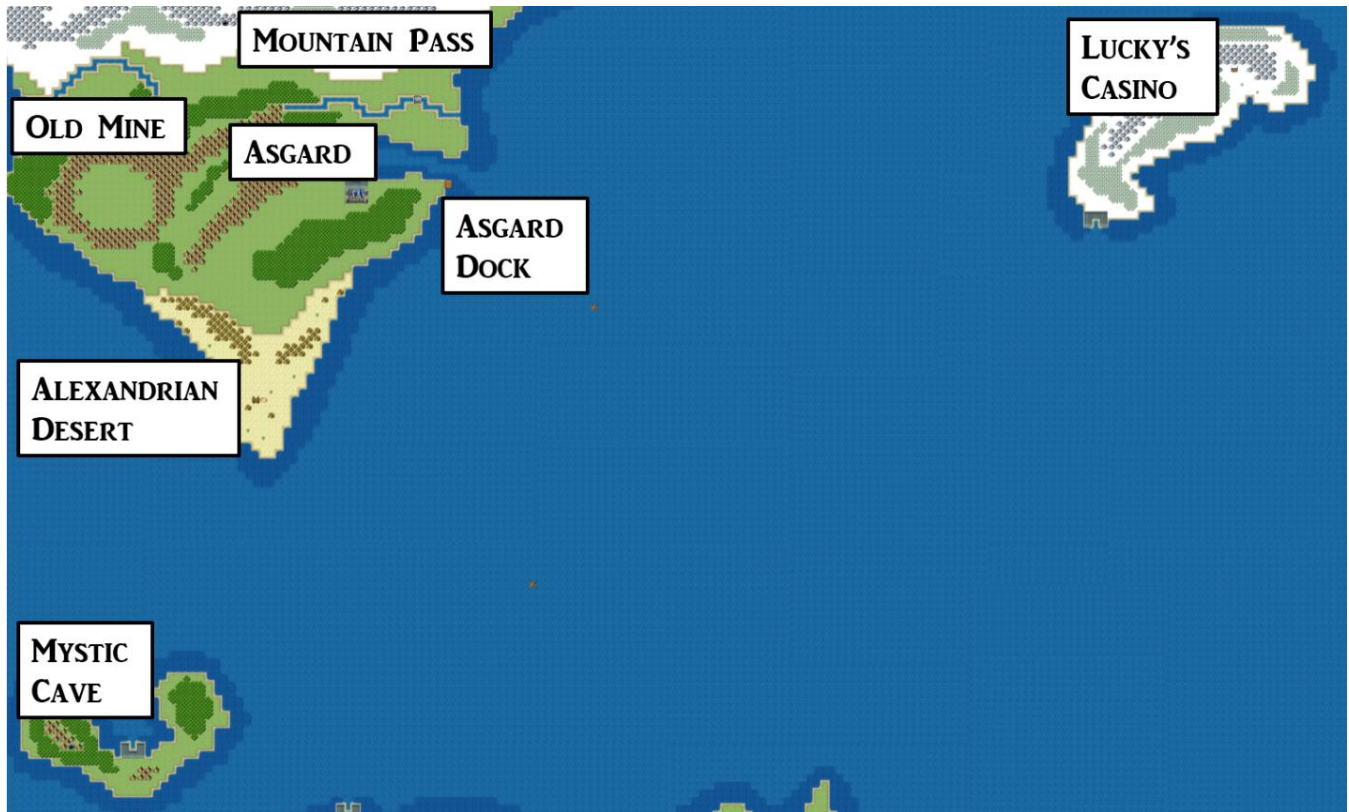 MOUNTAIN PASS
LUCKY'S
CASINO
OLD MINE
ASGARD
ASGARD
DOCK
ALEXANDRIAN
DESERT
MYSTIC
CAVE